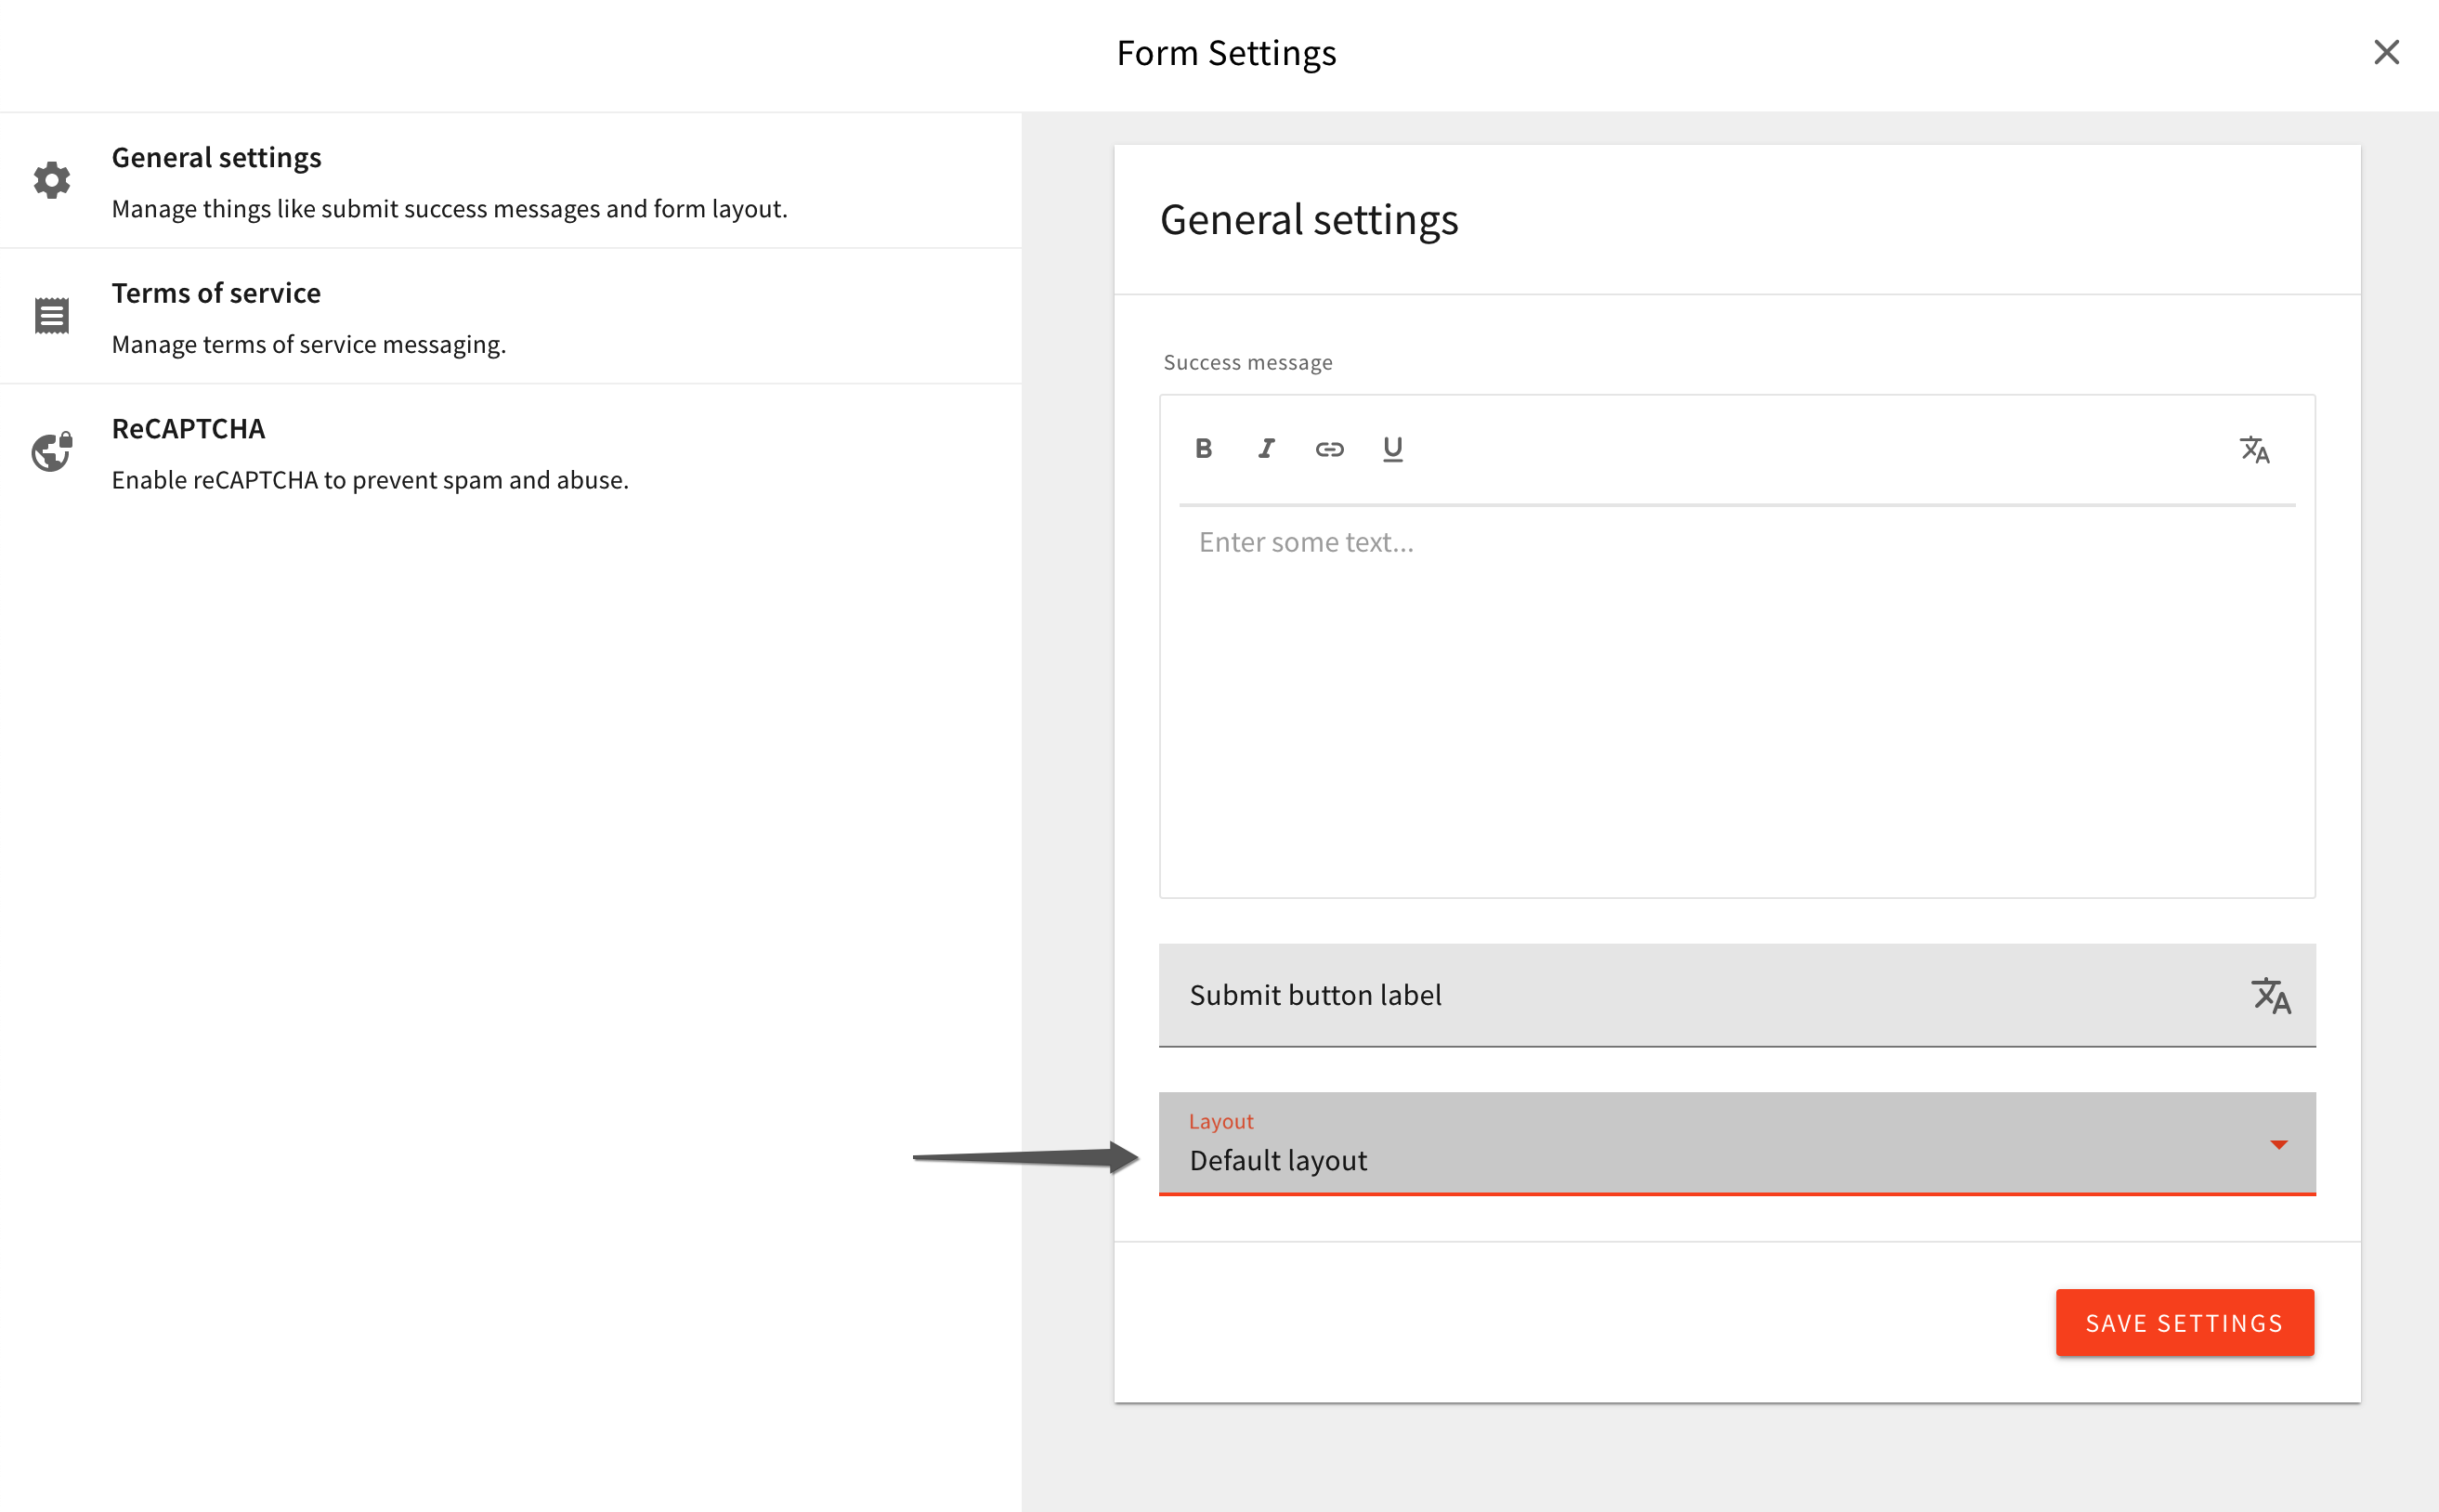 Form Settings
General settings
Manage things like submit success messages and form layout.
Terms of service
Manage terms of service messaging.
ReCAPTCHA
Enable reCAPTCHA to prevent spam and abuse.
General settings
Success message
Enter some text...
Submit button label
Layout
Default layout
SAVE SETTINGS